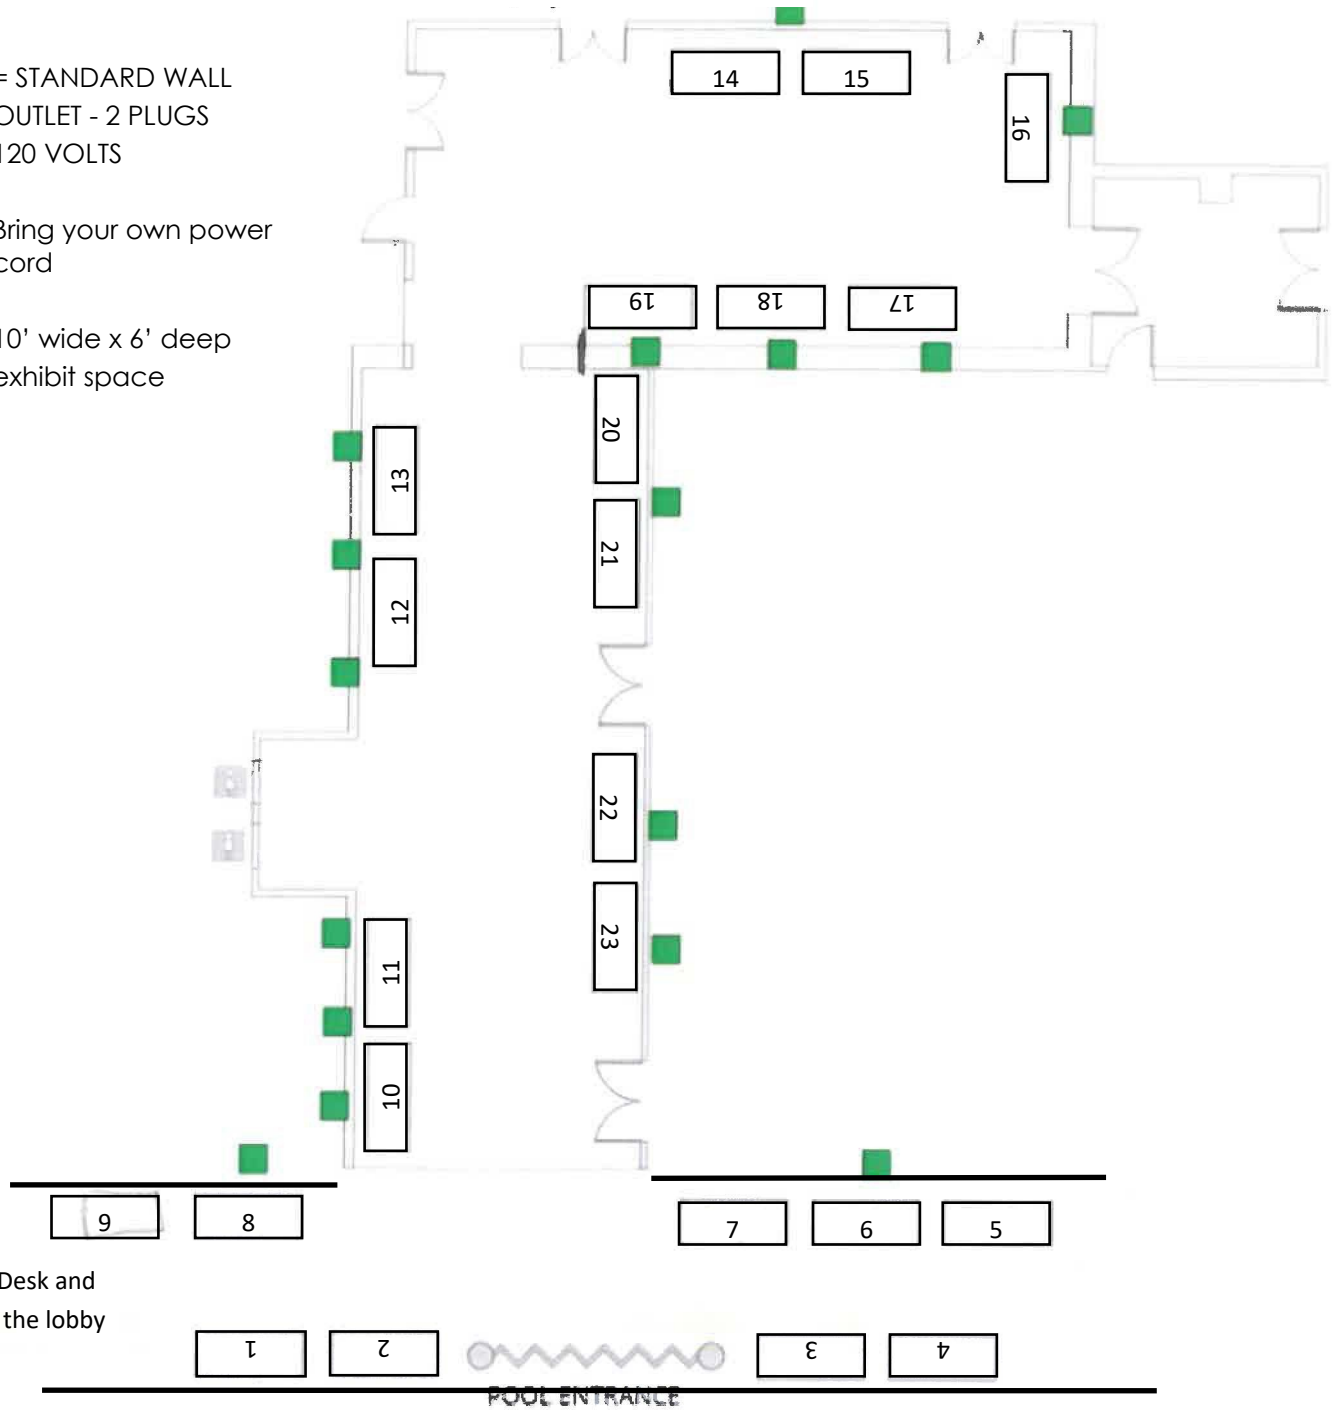 = STANDARD WALL
OUTLET - 2 PLUGS
120 VOLTS
Bring your own power
cord
10' wide x 6' deep
exhibit space
14 15
16
19 18 17
20
13
21
12
22
23
11
10
9 8
7 6 5
Desk and
the lobby
1 2 3 4
POOL ENTRANCE